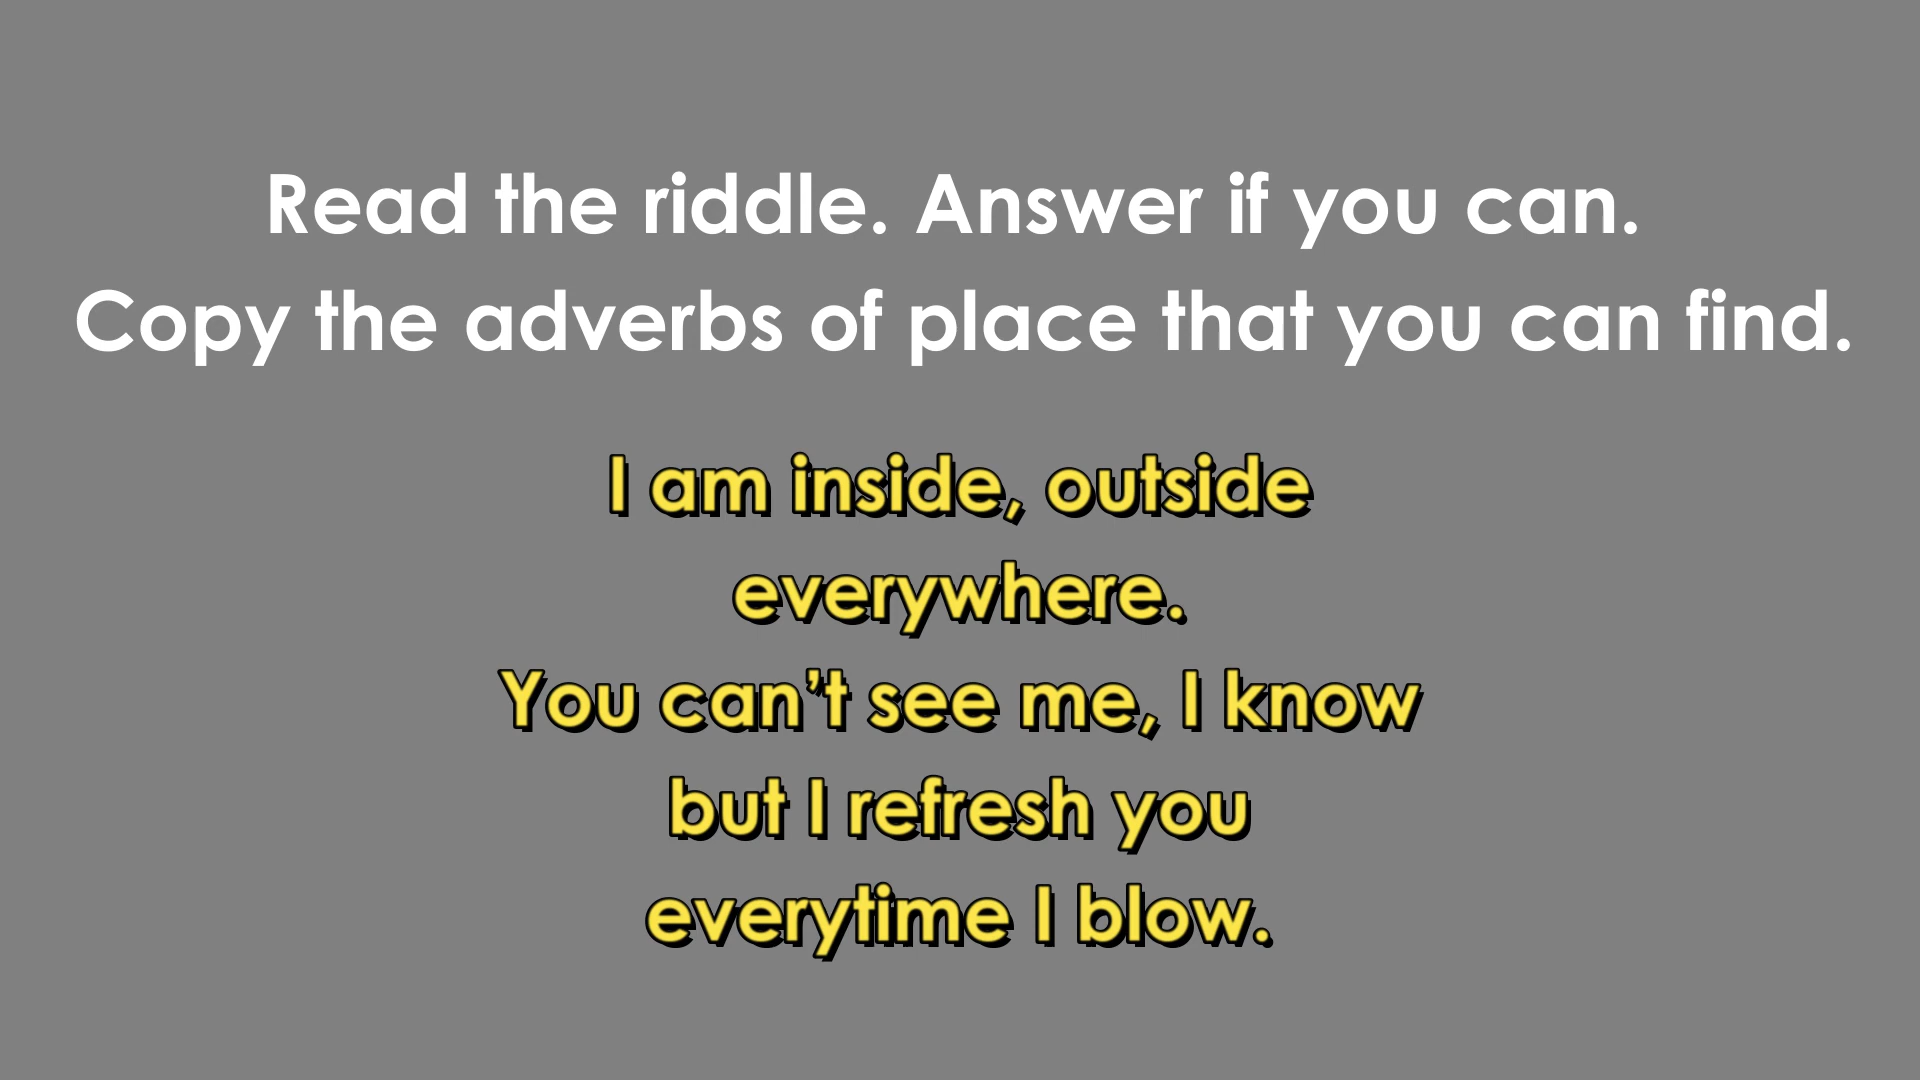 Read the riddle. Answer if you can.
Copy the adverbs of place that you can find.
I am inside, outside
everywhere.
You can’t see me, I know
but I refresh you
everytime I blow.